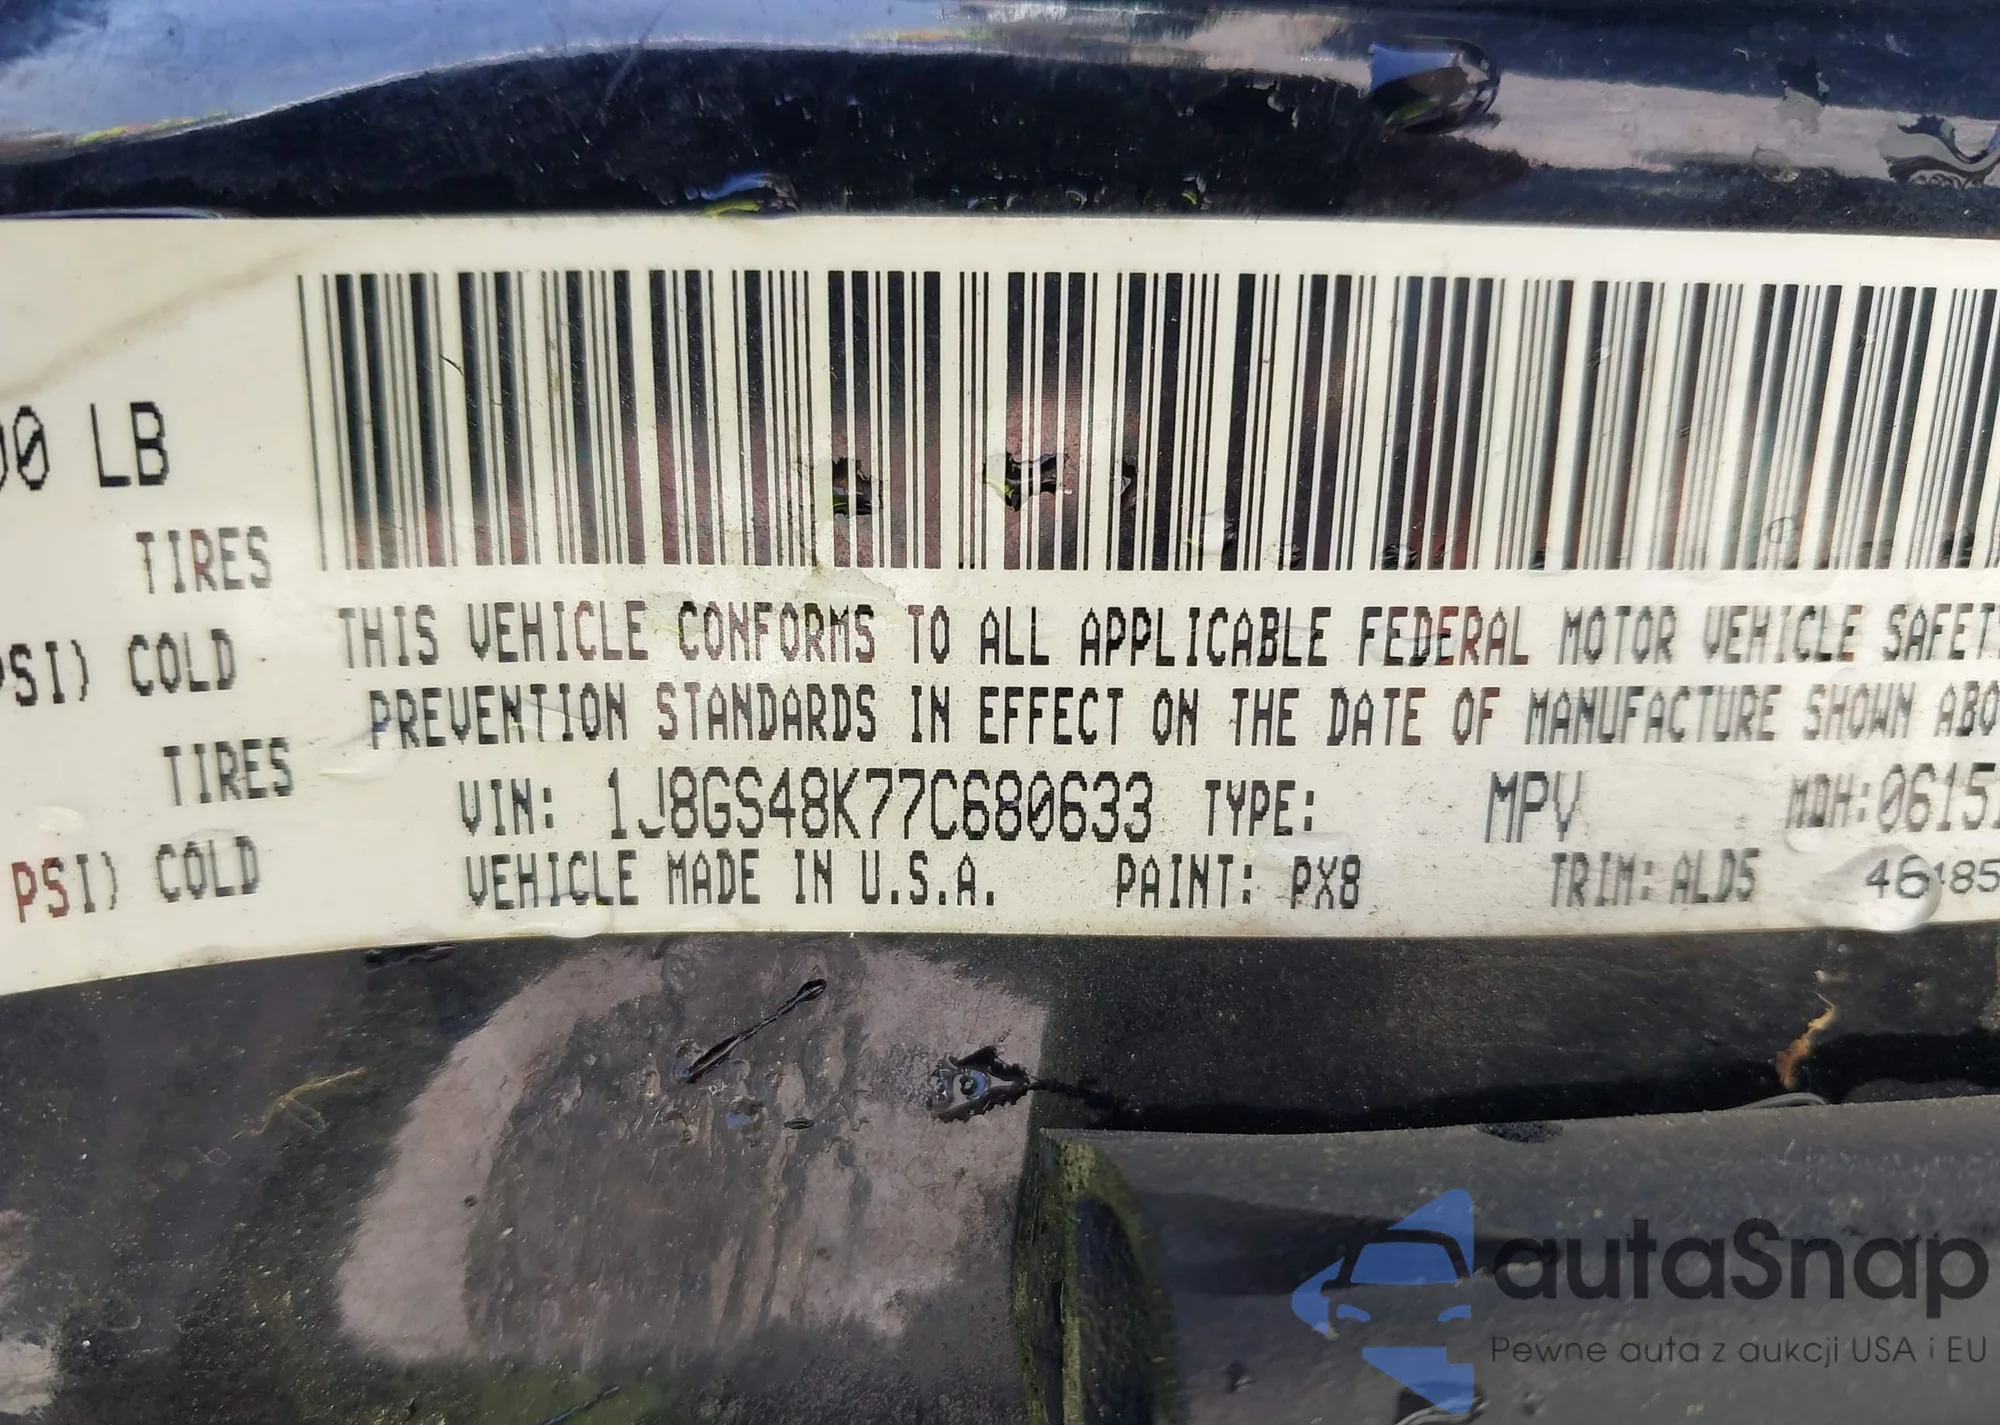 00 LB
TIRES
PSI) COLD
TIRES
PSI) COLD
THIS VEHICLE CONFORMS TO ALL APPLICABLE FEDERAL MOTOR VEHICLE SAFETY
PREVENTION STANDARDS IN EFFECT ON THE DATE OF MANUFACTURE SHOWN ABO
VIN: 1J8GS48K77C680633 TYPE: MPV MDH:06151
VEHICLE MADE IN U.S.A. PAINT: PX8 TRIM: ALD5
autaSnap
Pewne auta z aukcji USA i EU